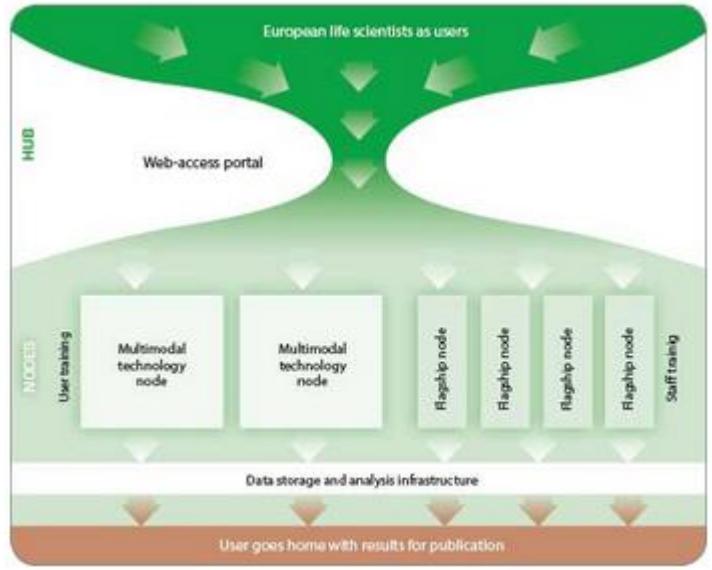 European life scientists as users
HUB
Web-access portal
NODES
User training
Multimodal
technology
node
Multimodal
technology
node
Flagship node
Flagship node
Flagship node
Flagship node
Staff trainig
Data storage and analysis infrastructure
User goes home with results for publication